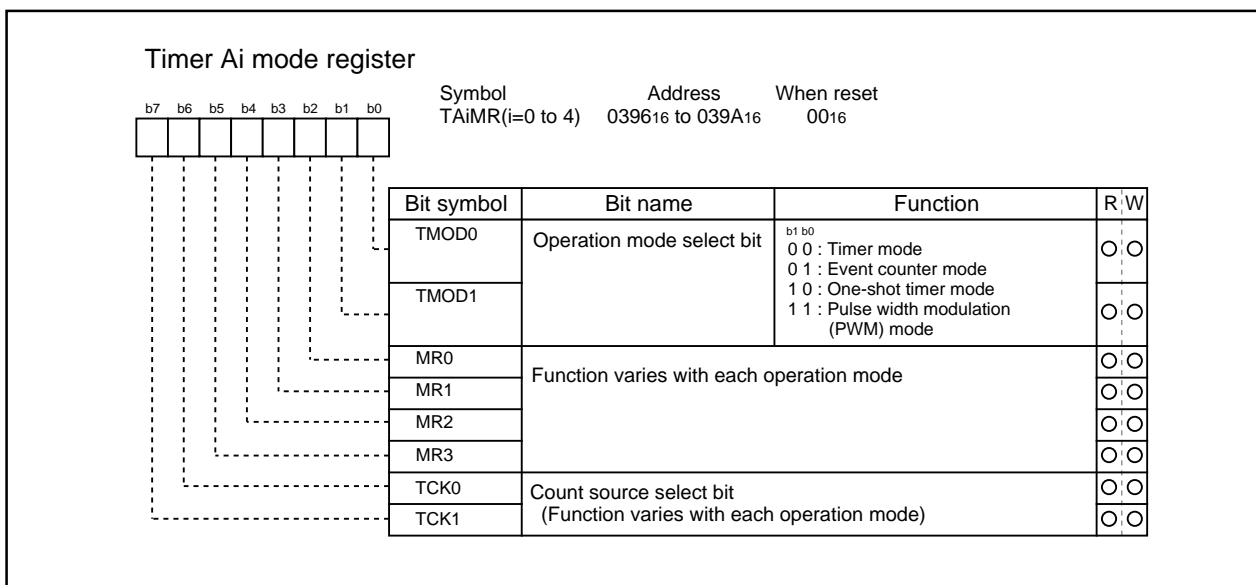 Timer Ai mode register
Symbol Address When reset
TAiMR(i=0 to 4) 039616 to 039A16 0016
b7 b6 b5 b4 b3 b2 b1 b0
Bit symbol Bit name Function R W
TMOD0 Operation mode select bit b1 b0
0 0 : Timer mode
0 1 : Event counter mode
TMOD1 1 0 : One-shot timer mode
1 1 : Pulse width modulation
(PWM) mode
MR0 Function varies with each operation mode
MR1
MR2
MR3
TCK0 Count source select bit
TCK1 (Function varies with each operation mode)